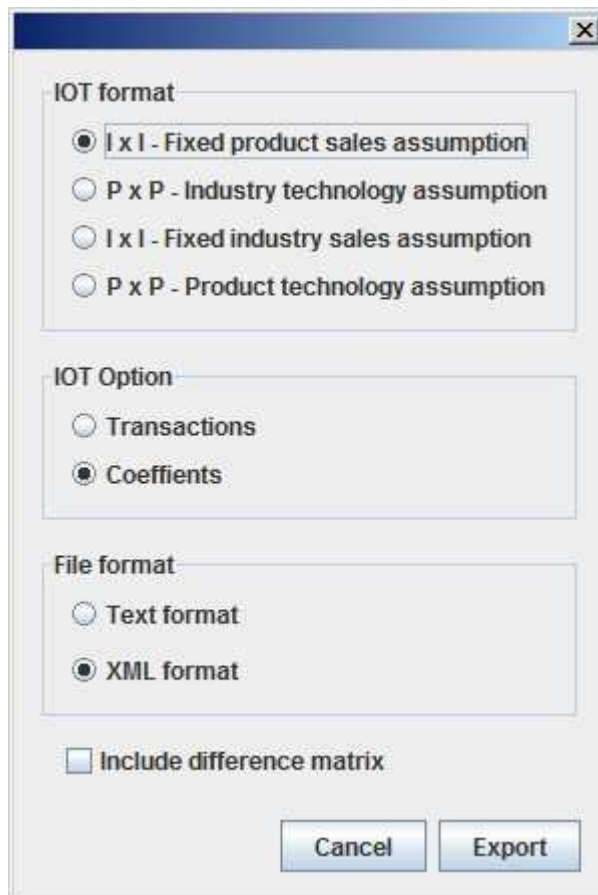 IOT format
I x I - Fixed product sales assumption
P x P - Industry technology assumption
I x I - Fixed industry sales assumption
P x P - Product technology assumption
IOT Option
Transactions
Coeffients
File format
Text format
XML format
Include difference matrix
Cancel
Export